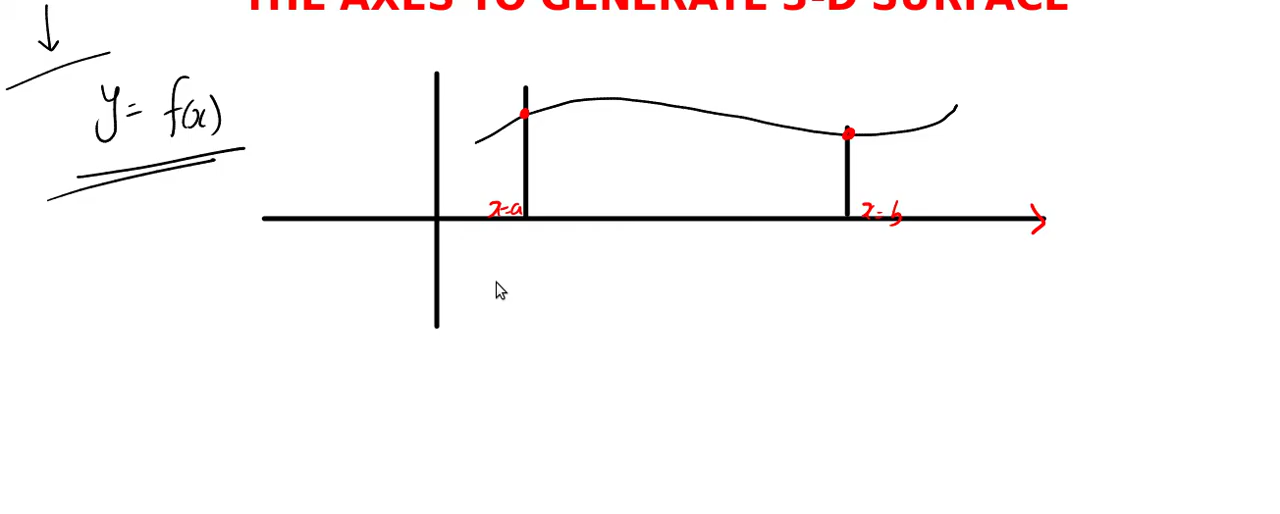 THE AXES TO GENERATE 3-D SURFACE
y = f(x)
x=a
x=b